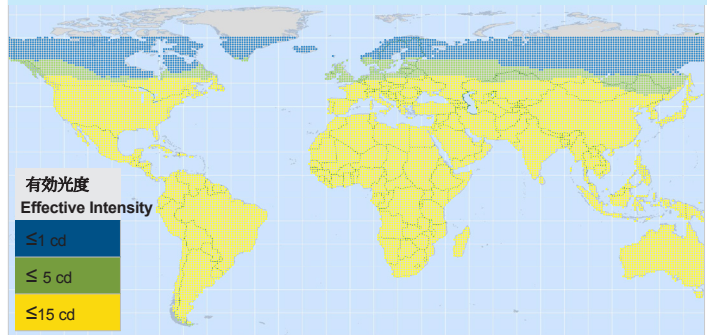 有効光度
Effective Intensity
≤1 cd
≤ 5 cd
≤15 cd